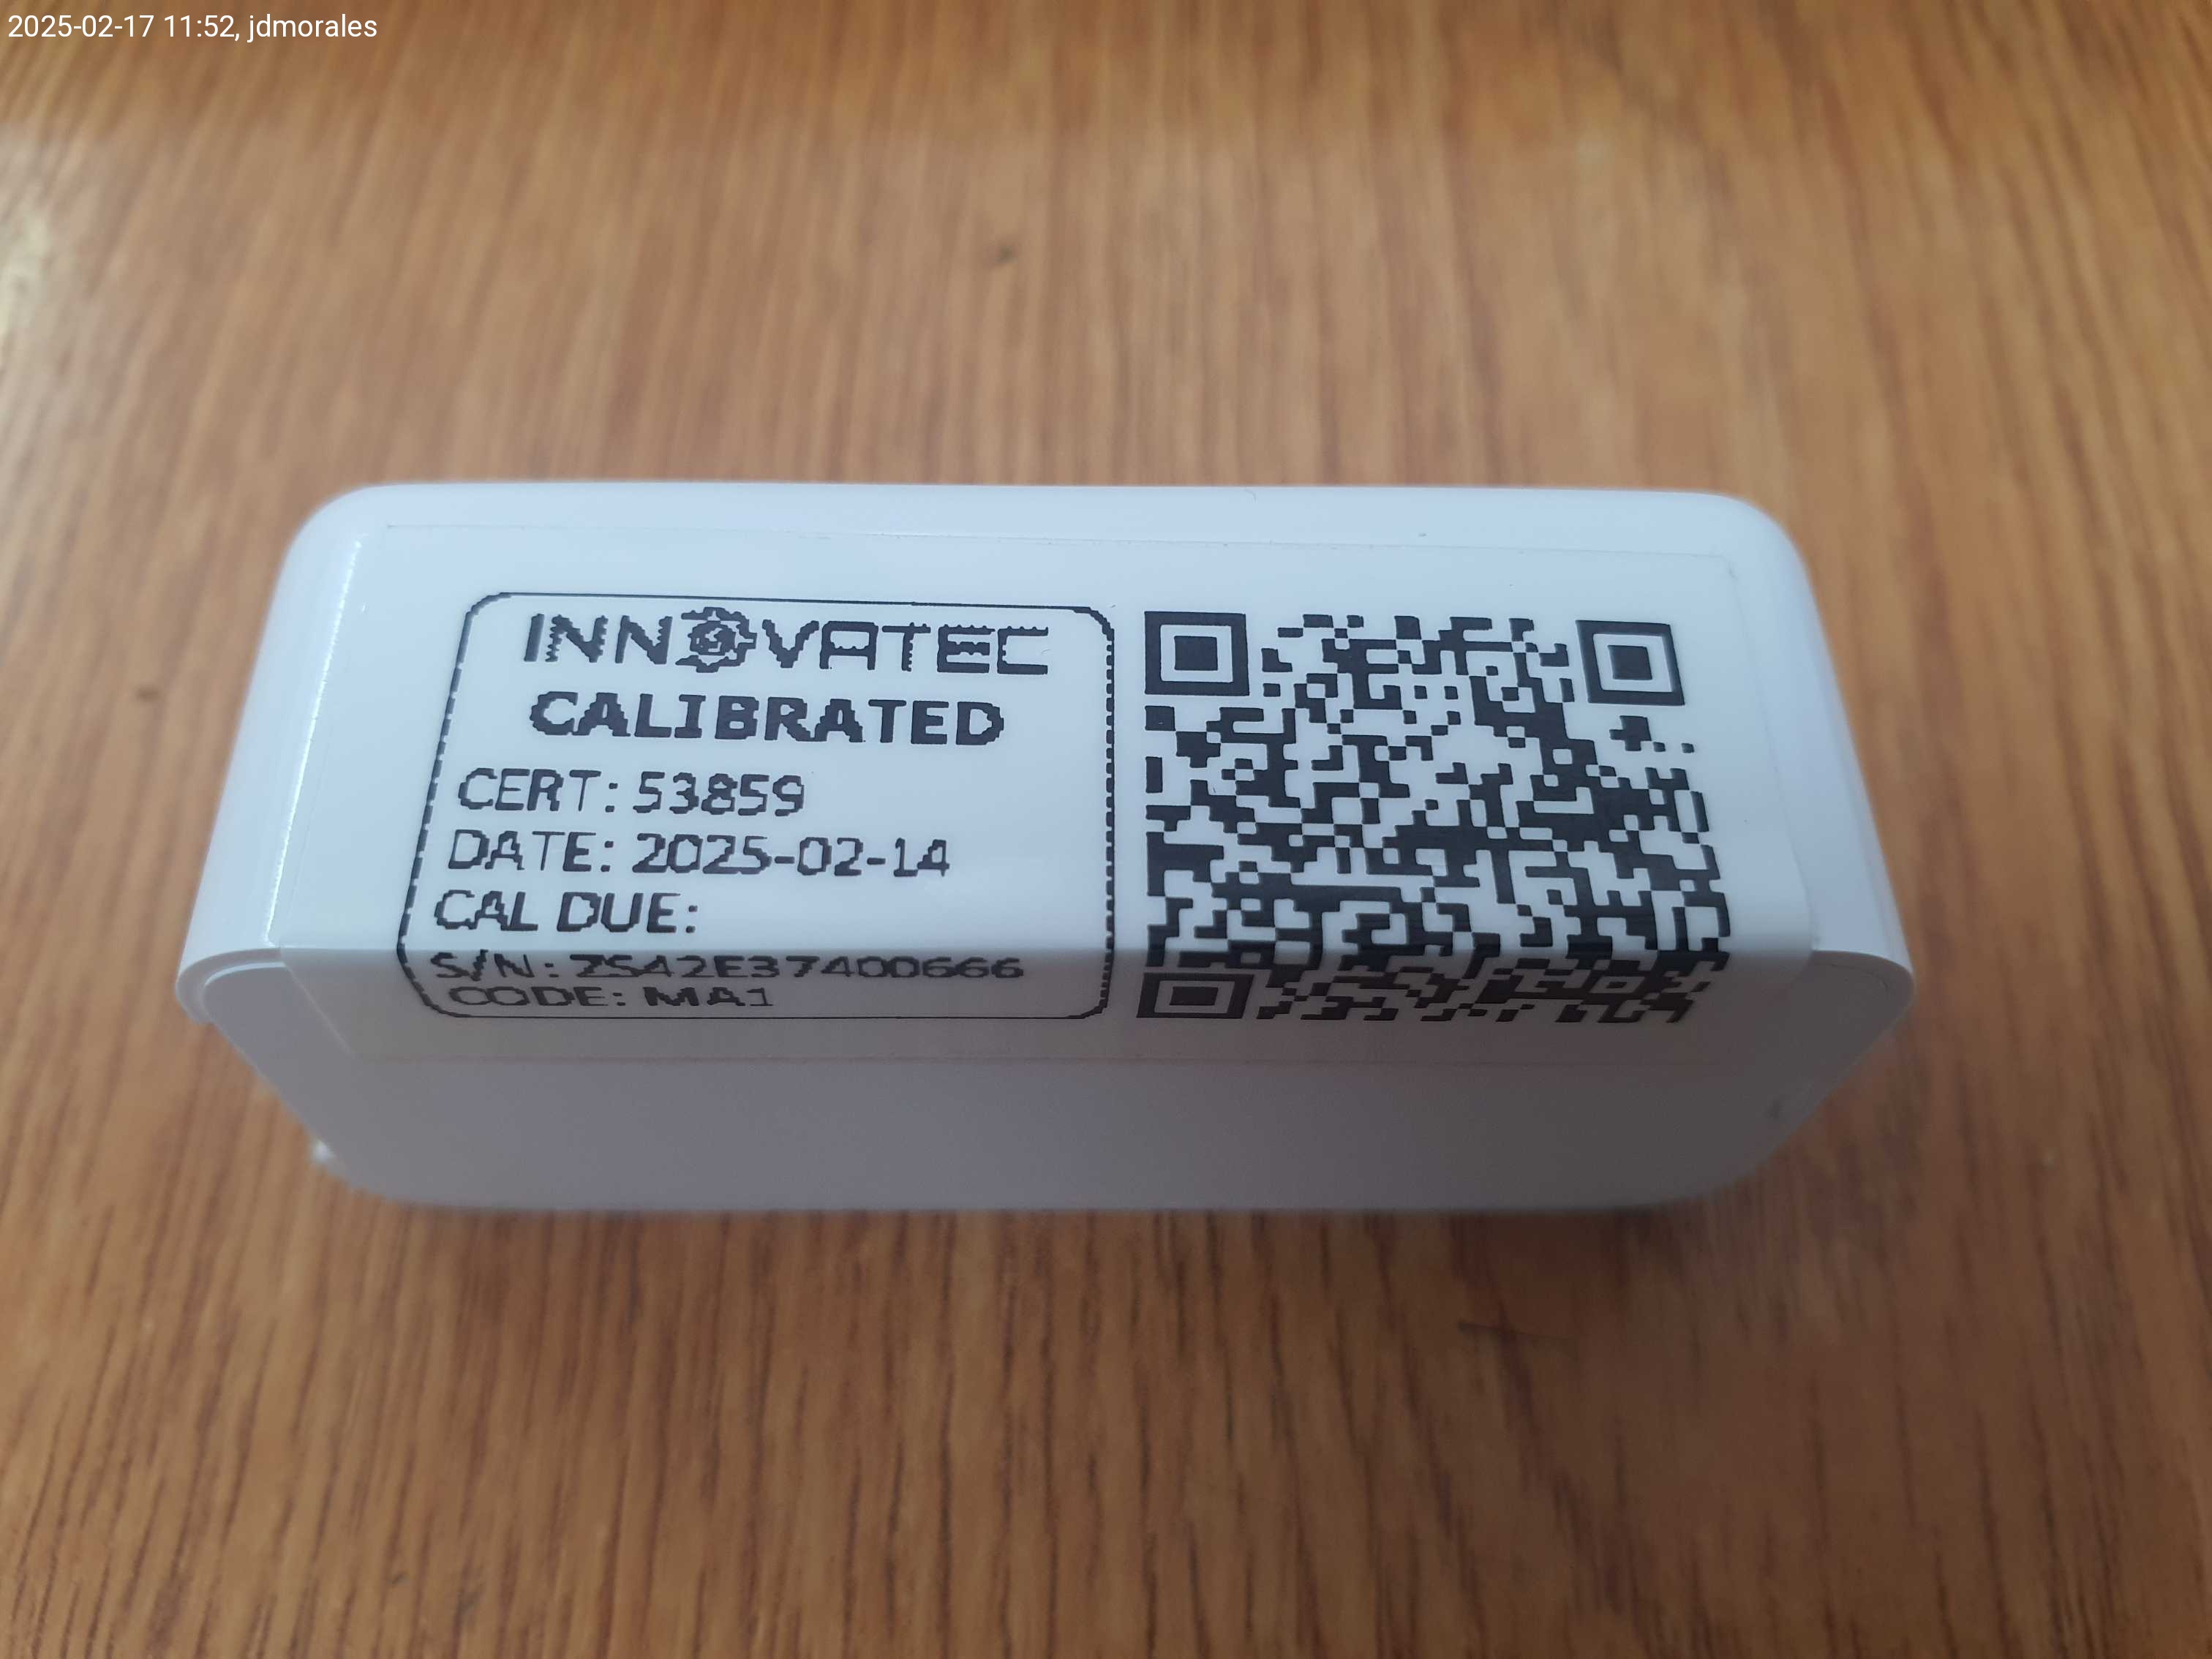 2025-02-17 11:52, jdmorales
INNOVATEC
CALIBRATED
CERT: 53859
DATE: 2025-02-14
CAL DUE:
S/N: ZS42E37400666
CODE: MA1